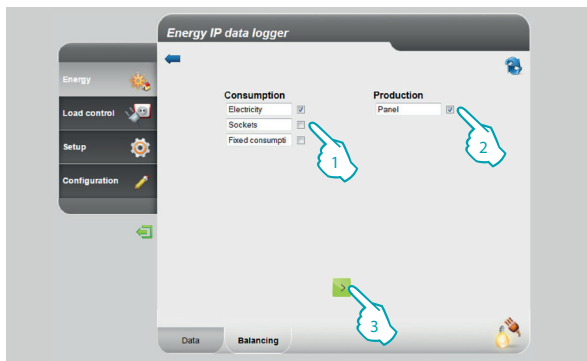 Energy IP data logger
Energy
Load control
Setup
Configuration
Consumption
Electricity
Sockets
Fixed consumpti
Production
Panel
1
2
>
3
Data
Balancing